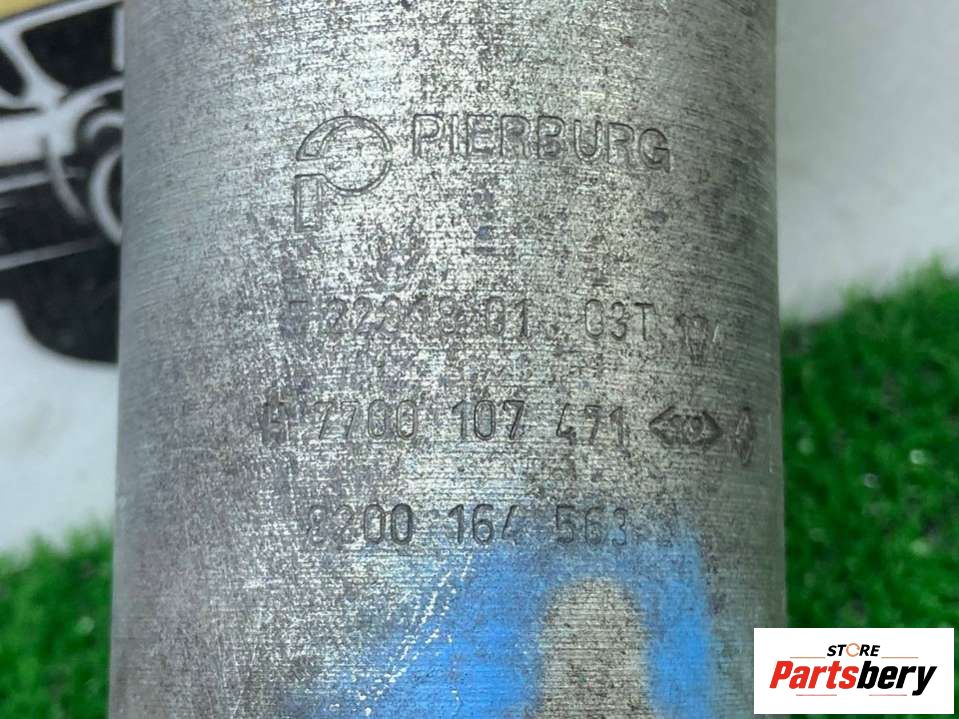 PIERBURG
03T
7700 107 471
8200 164 563
STORE
Partsbery